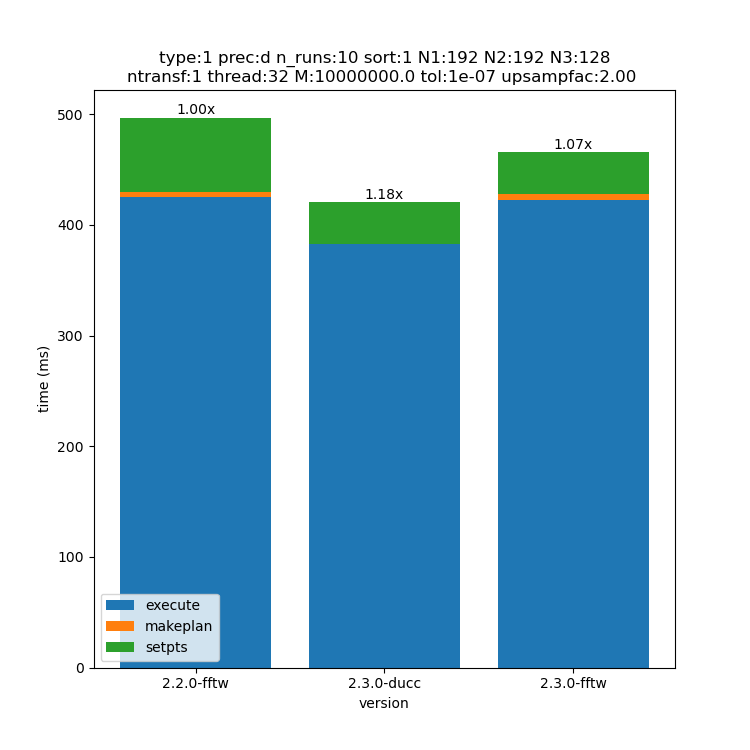 type:1 prec:d n_runs:10 sort:1 N1:192 N2:192 N3:128
ntransf:1 thread:32 M:10000000.0 tol:1e-07 upsampfac:2.00
500
400
300
200
100
0
time (ms)
1.00x
1.18x
1.07x
execute
makeplan
setpts
2.2.0-fftw
2.3.0-ducc
2.3.0-fftw
version